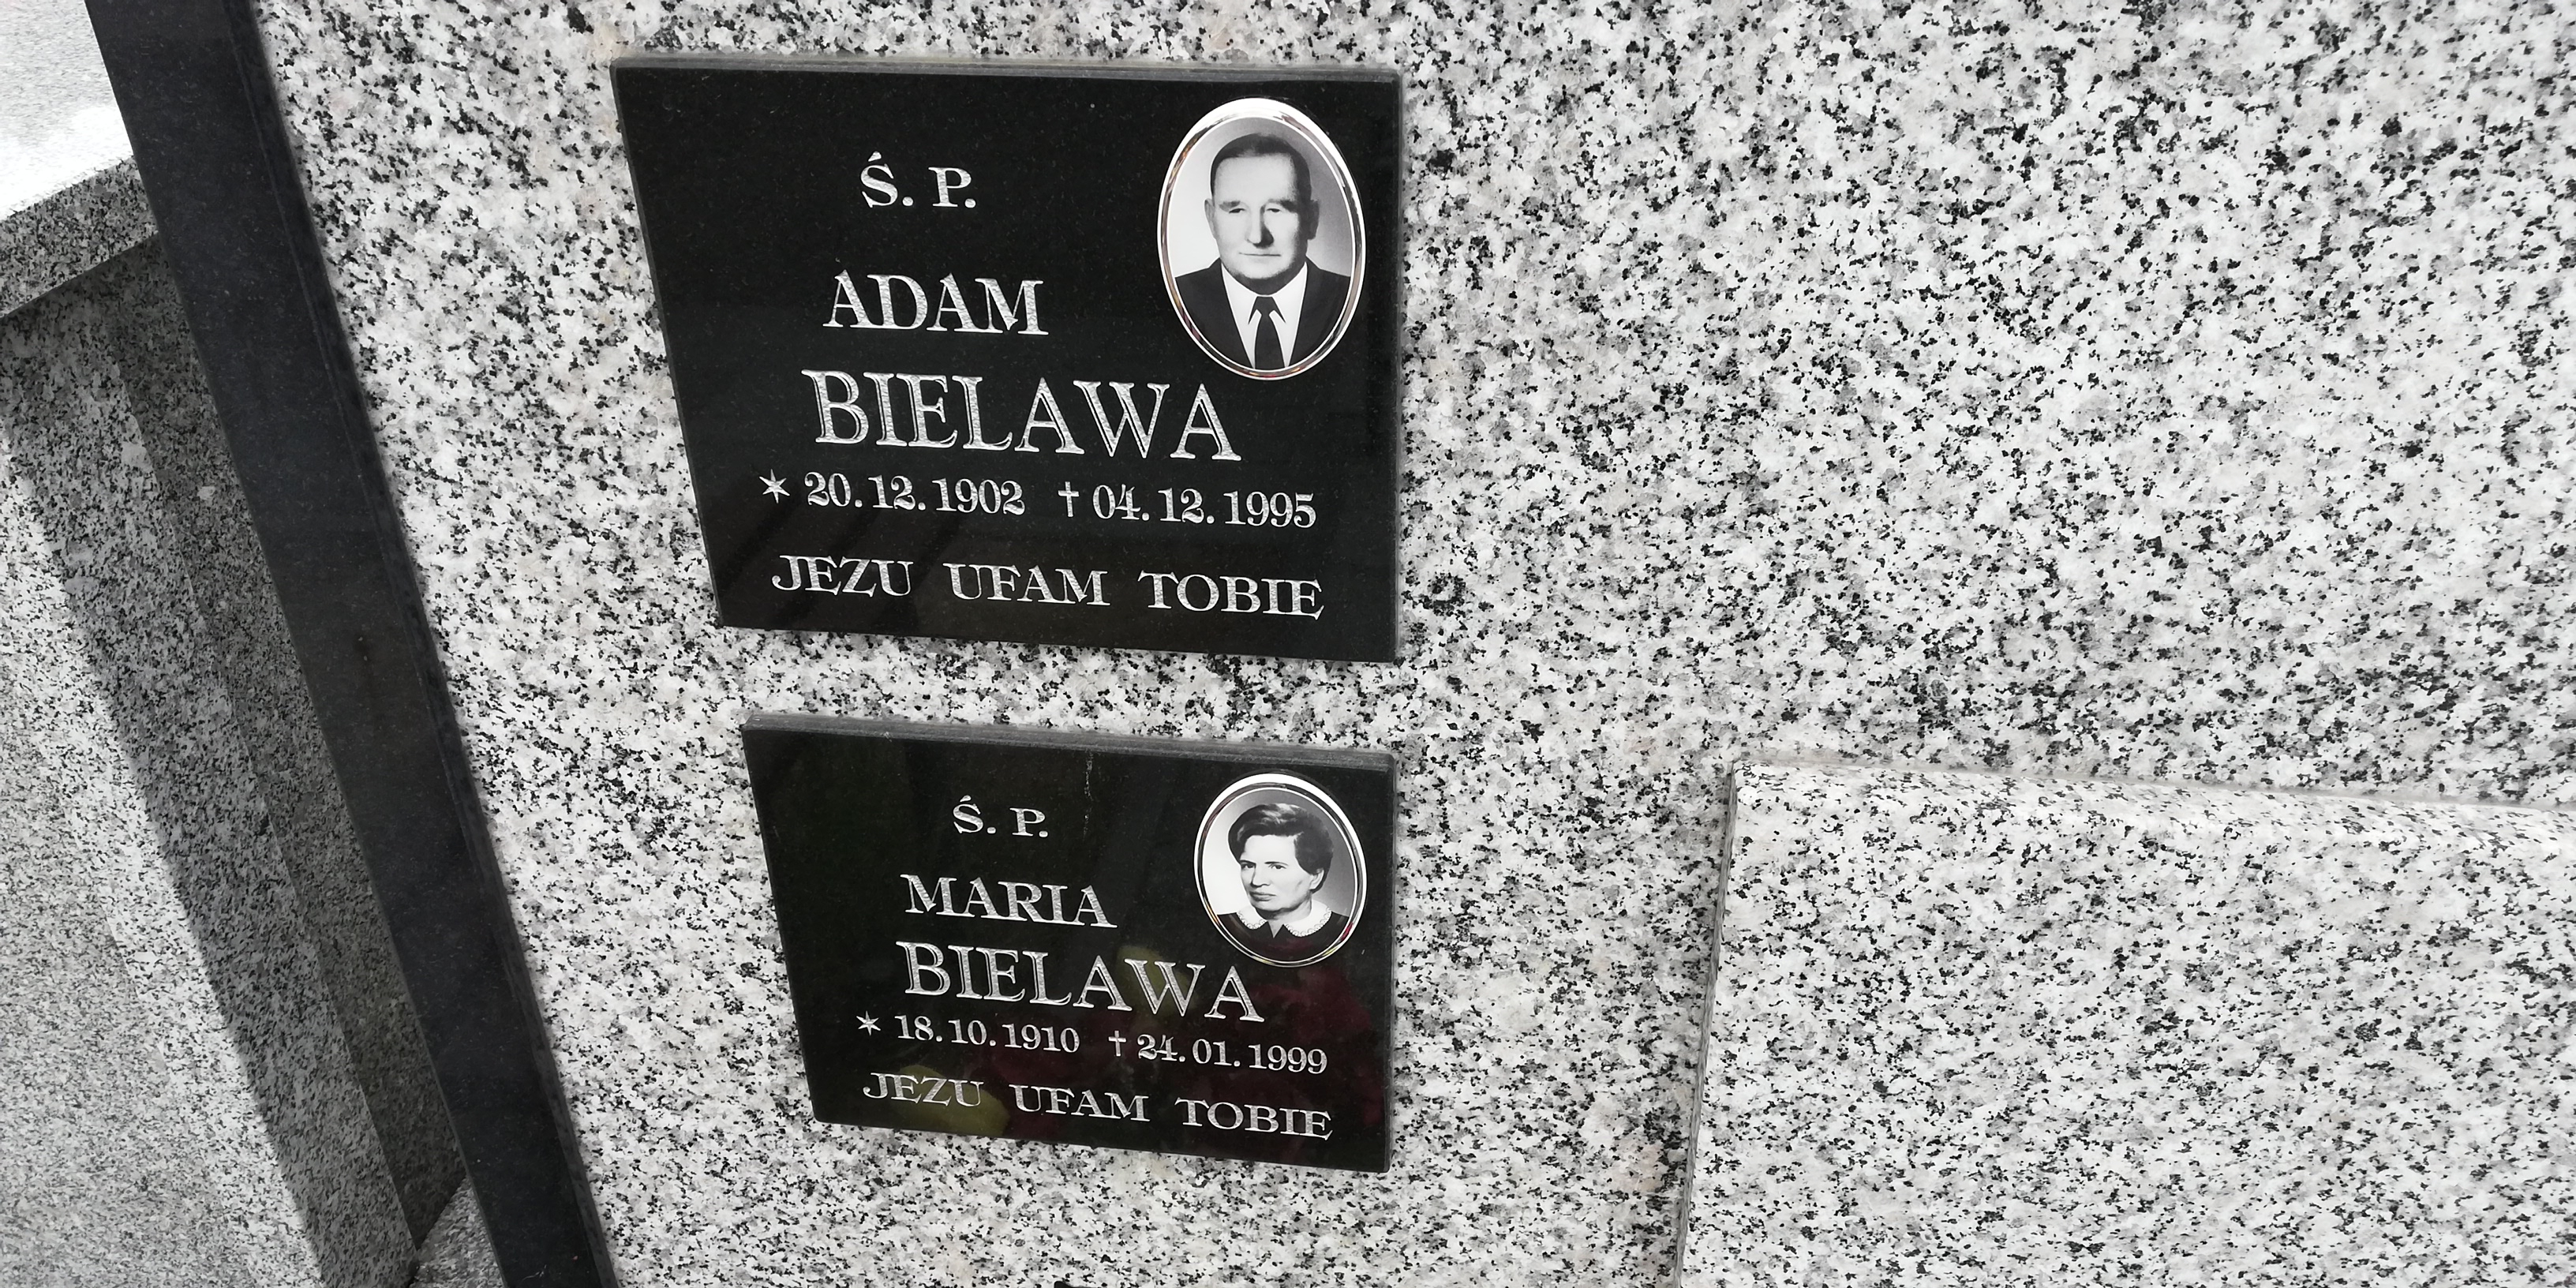 Ś. P.
ADAM
BIELAWA
✶ 20.12.1902 † 04.12.1995
JEZU UFAM TOBIE
Ś. P.
MARIA
BIELAWA
✶ 18.10.1910 † 24.01.1999
JEZU UFAM TOBIE